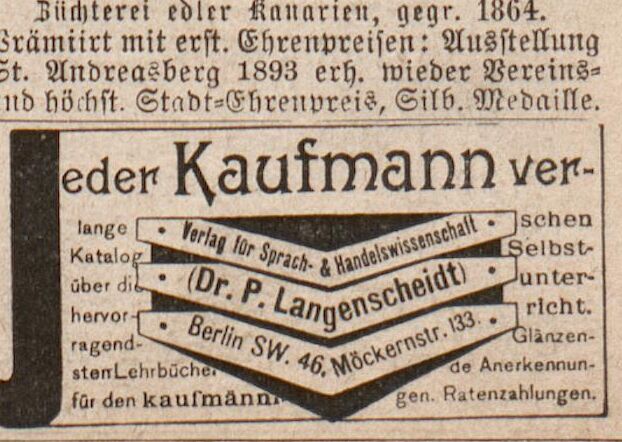 Züchterei edler Kanarien, gegr. 1864.
Prämiirt mit erst. Ehrenpreisen: Ausstellung
St. Andreasberg 1893 erh. wieder Vereins-
und höchst. Stadt-Ehrenpreis, Silb. Medaille.
Jeder Kaufmann ver-
lange
Katalog
über die
hervor-
ragend-
sten Lehrbücher
für den kaufmänn.
• Verlag für Sprach- & Handelswissenschaft •
• (Dr. P. Langenscheidt) •
• Berlin SW. 46, Möckernstr. 133. •
schen
Selbst-
unter-
richt.
Glänzen-
de Anerkennun-
gen. Ratenzahlungen.